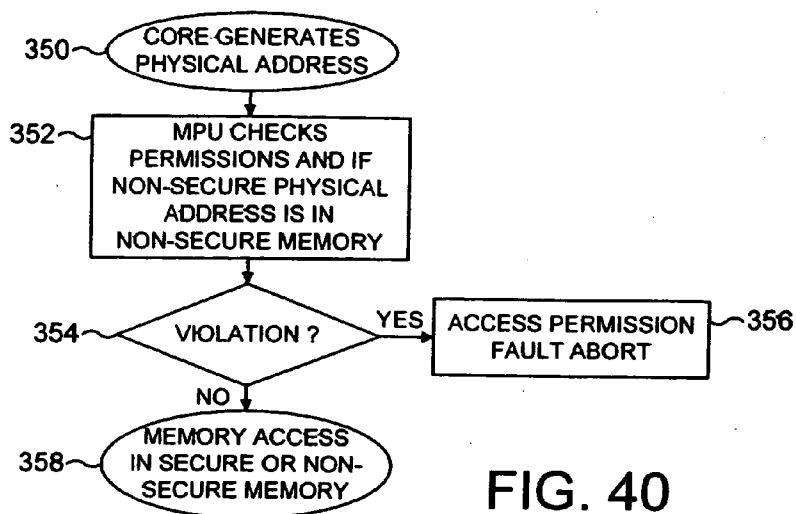 350
CORE GENERATES
PHYSICAL ADDRESS
352
MPU CHECKS
PERMISSIONS AND IF
NON-SECURE PHYSICAL
ADDRESS IS IN
NON-SECURE MEMORY
354
VIOLATION ?
YES
ACCESS PERMISSION
FAULT ABORT
356
NO
358
MEMORY ACCESS
IN SECURE OR NON-
SECURE MEMORY
FIG. 40